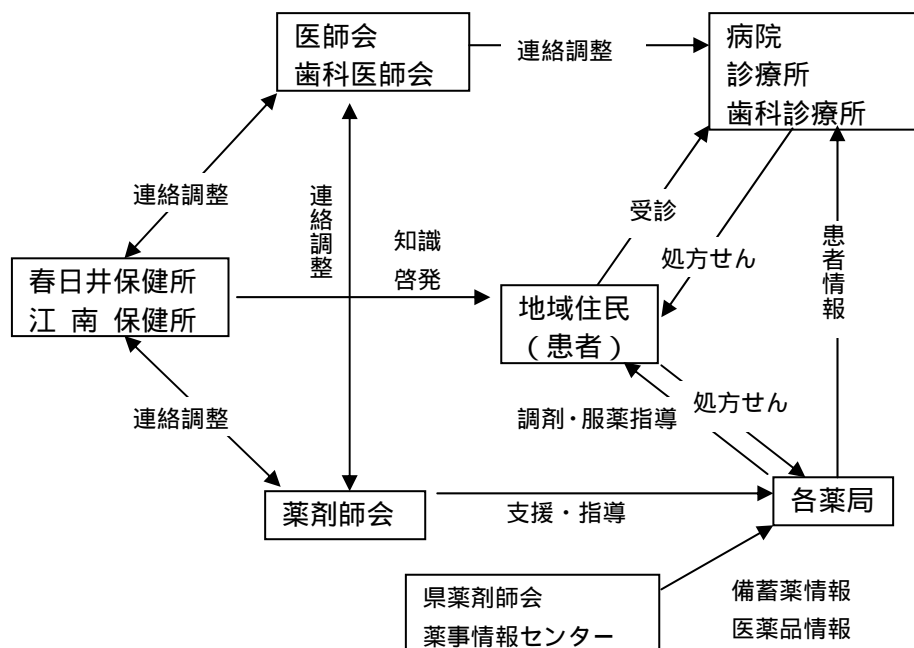 医師会
歯科医師会
連絡調整
病院
診療所
歯科診療所
連絡調整
連絡調整
知識
啓発
受診
処方せん
患者情報
春日井保健所
江 南 保健所
地域住民
（患者）
連絡調整
調剤・服薬指導
処方せん
薬剤師会
支援・指導
各薬局
県薬剤師会
薬事情報センター
備蓄薬情報
医薬品情報